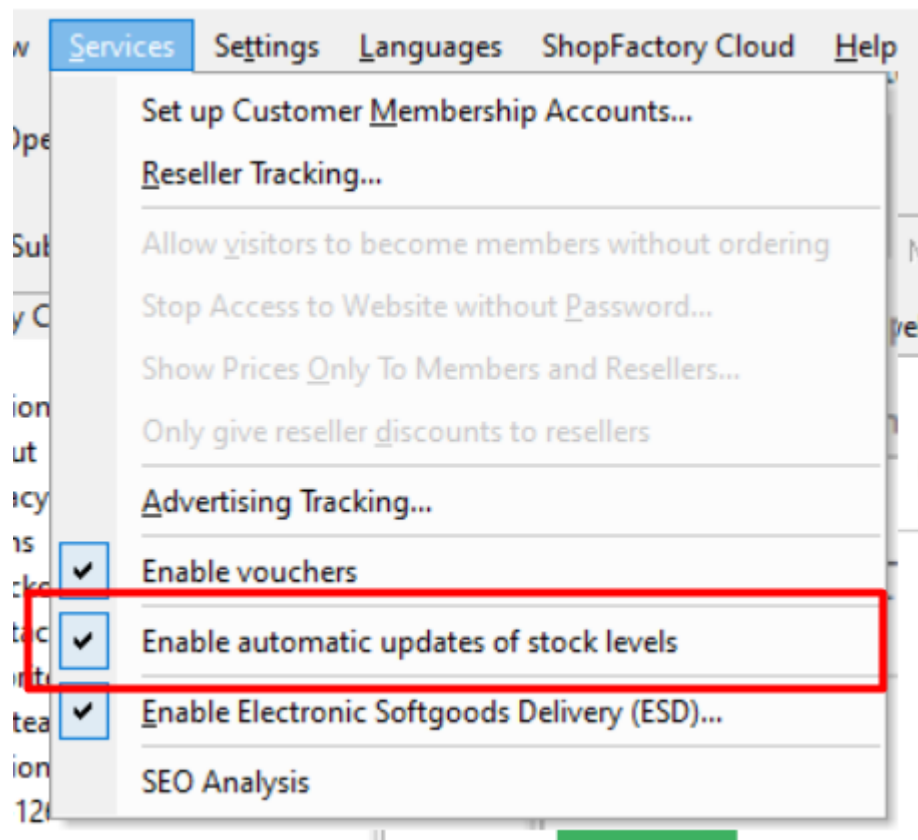 Services Settings Languages ShopFactory Cloud Help
Set up Customer Membership Accounts...
Reseller Tracking...
Allow visitors to become members without ordering
Stop Access to Website without Password...
Show Prices Only To Members and Resellers...
Only give reseller discounts to resellers
Advertising Tracking...
Enable vouchers
Enable automatic updates of stock levels
Enable Electronic Softgoods Delivery (ESD)...
SEO Analysis